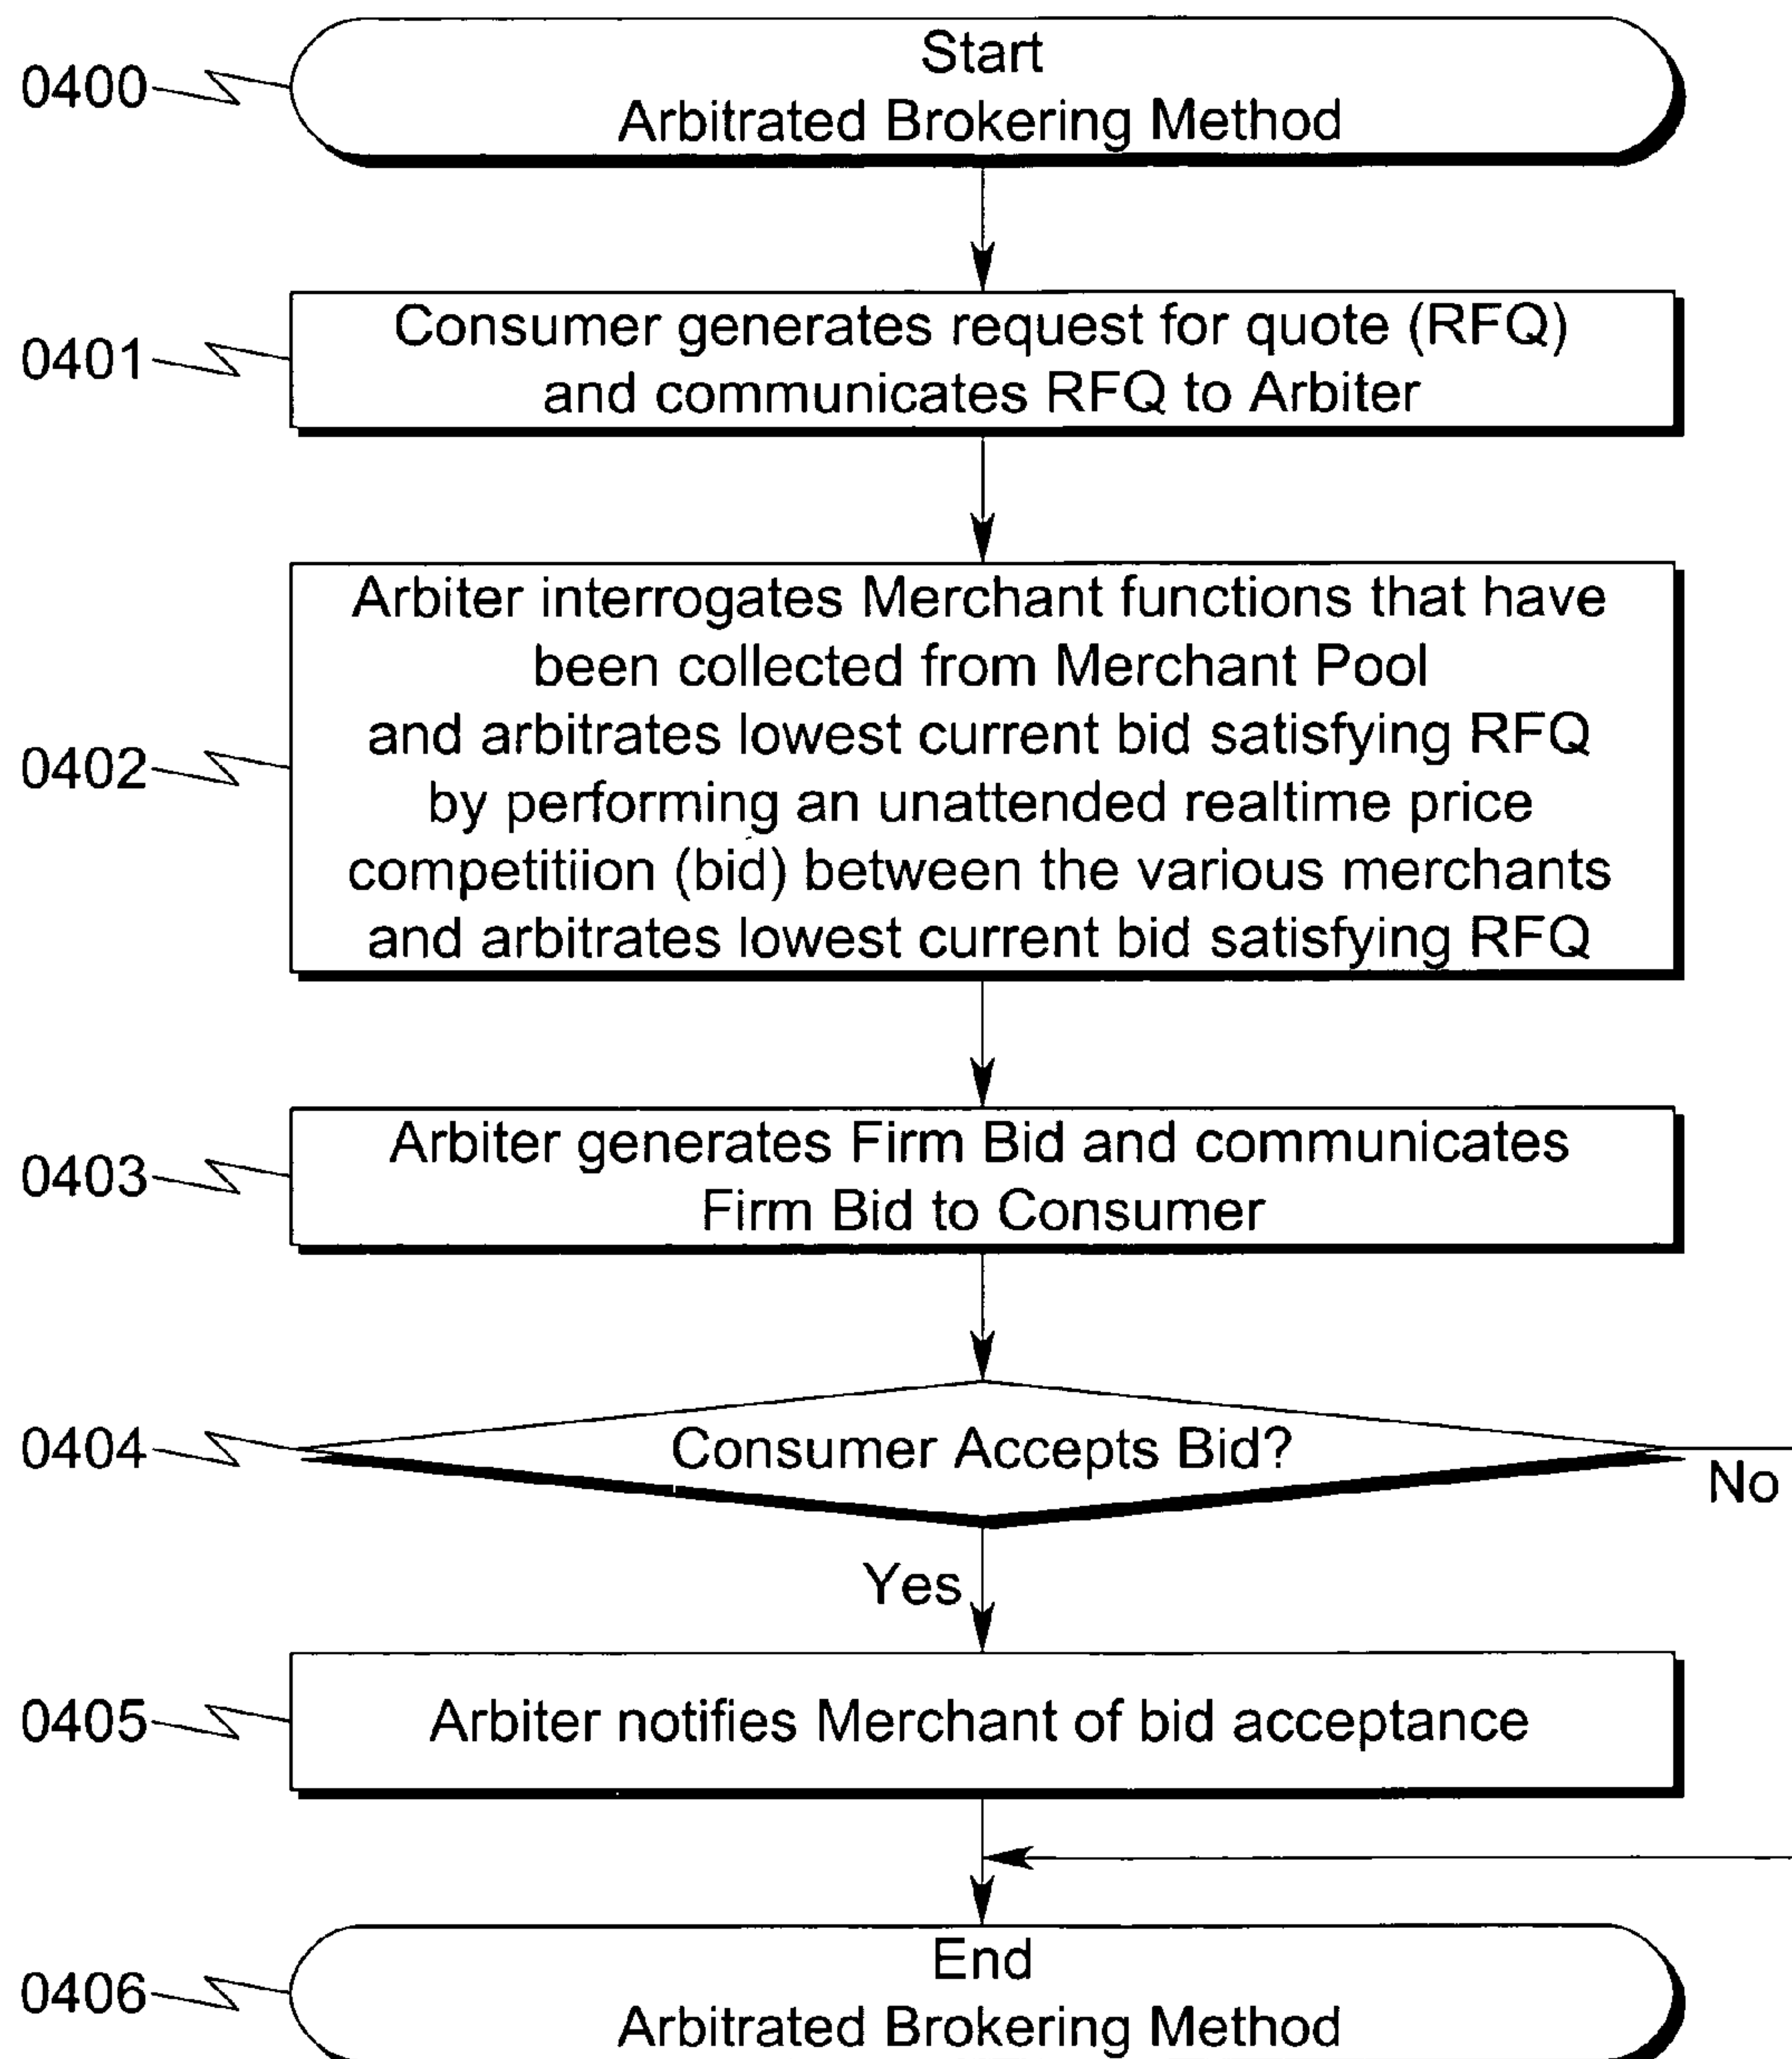 0400
Start
Arbitrated Brokering Method
0401
Consumer generates request for quote (RFQ)
and communicates RFQ to Arbiter
0402
Arbiter interrogates Merchant functions that have
been collected from Merchant Pool
and arbitrates lowest current bid satisfying RFQ
by performing an unattended realtime price
competitiion (bid) between the various merchants
and arbitrates lowest current bid satisfying RFQ
0403
Arbiter generates Firm Bid and communicates
Firm Bid to Consumer
0404
Consumer Accepts Bid?
No
Yes
0405
Arbiter notifies Merchant of bid acceptance
0406
End
Arbitrated Brokering Method